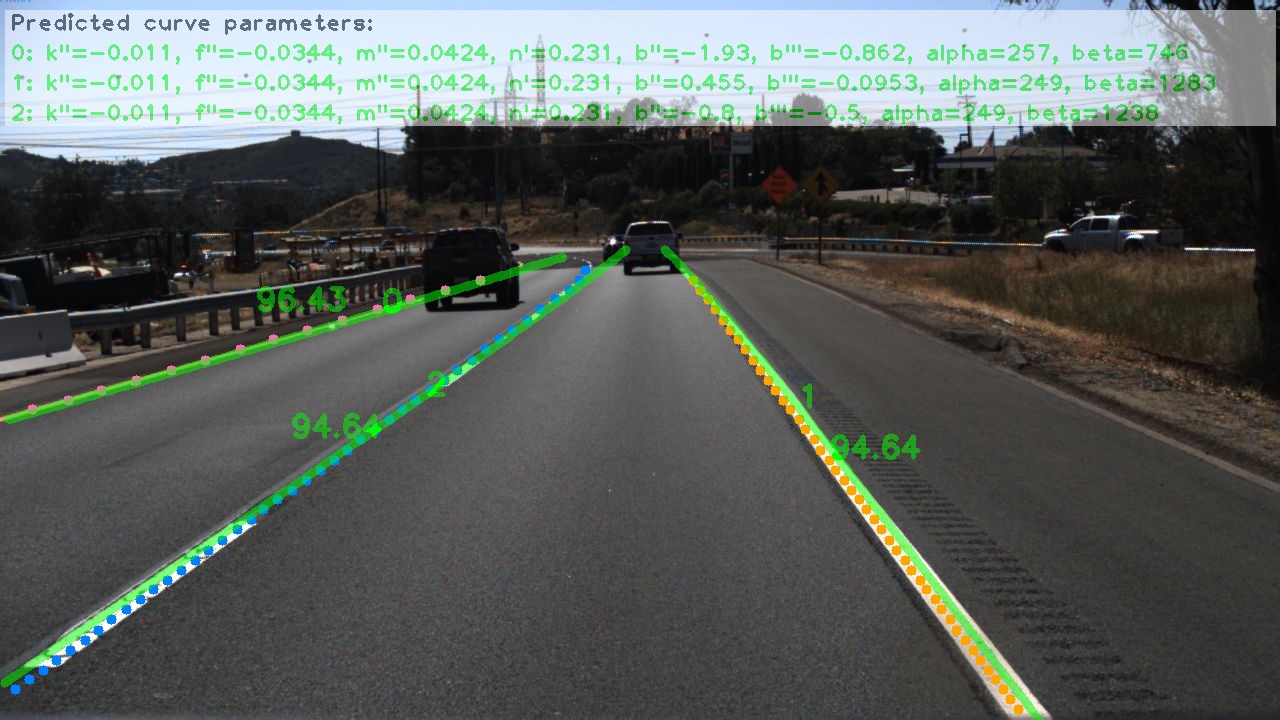 Predicted curve parameters:
0: k''=-0.011, f''=-0.0344, m''=0.0424, n'=0.231, b''=-1.93, b'''=-0.862, alpha=257, beta=746
1: k''=-0.011, f''=-0.0344, m''=0.0424, n'=0.231, b''=0.455, b'''=-0.0953, alpha=249, beta=1283
2: k''=-0.011, f''=-0.0344, m''=0.0424, n'=0.231, b''=-0.8, b'''=-0.5, alpha=249, beta=1238
96.43 0
2
1
94.64
94.64